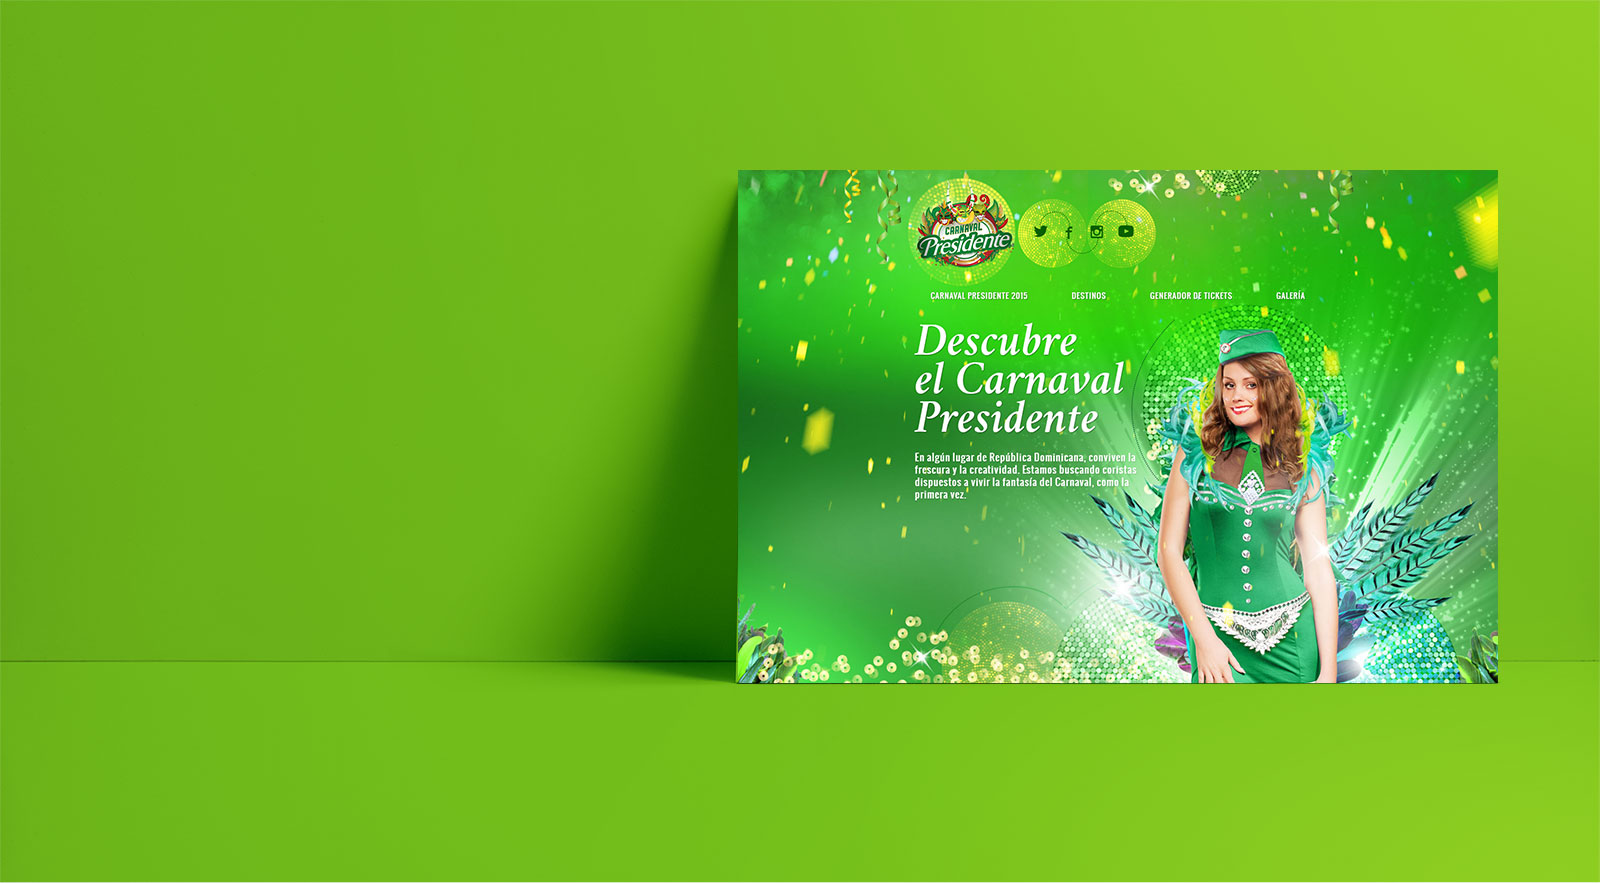 CARNAVAL
Presidente
CARNAVAL PRESIDENTE 2015 DESTINOS GENERADOR DE TICKETS GALERÍA
Descubre
el Carnaval
Presidente
En algún lugar de República Dominicana, conviven la
frescura y la creatividad. Estamos buscando coristas
dispuestos a vivir la fantasía del Carnaval, como la
primera vez.